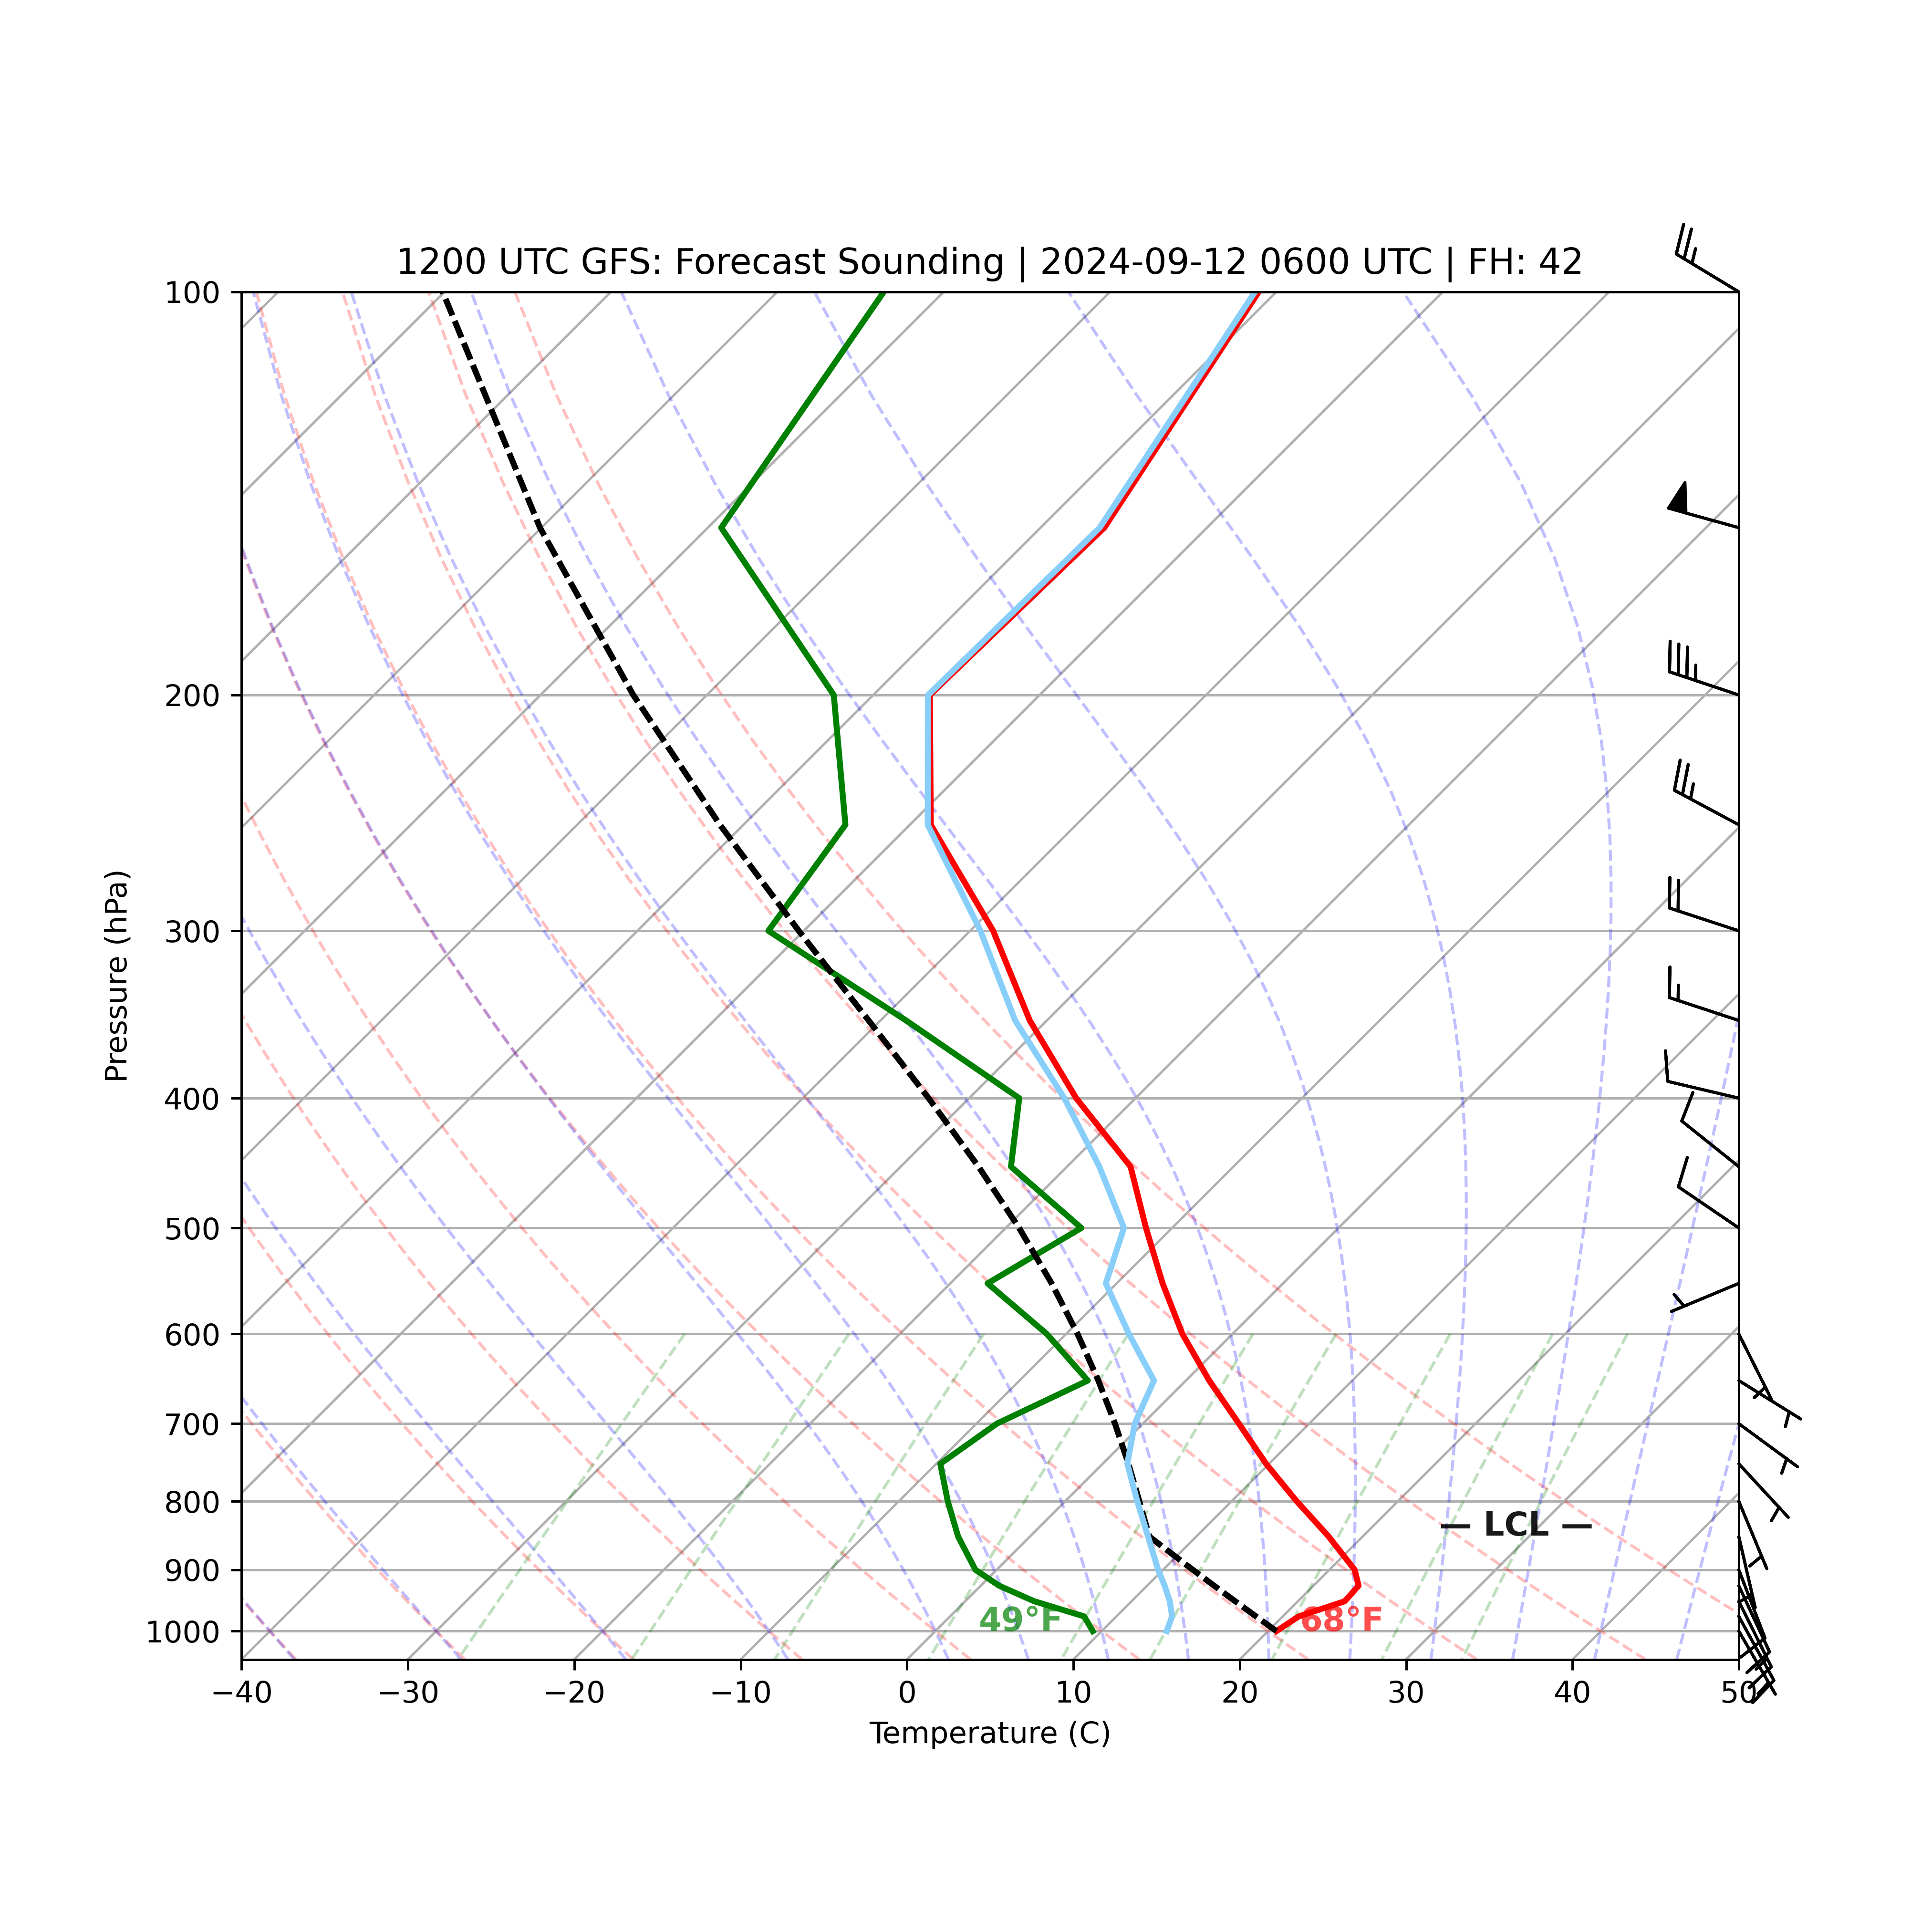 1200 UTC GFS: Forecast Sounding | 2024-09-12 0600 UTC | FH: 42
100
200
300
400
500
600
700
800
900
1000
Pressure (hPa)
— LCL —
49°F
68°F
−40 −30 −20 −10 0 10 20 30 40 50
Temperature (C)